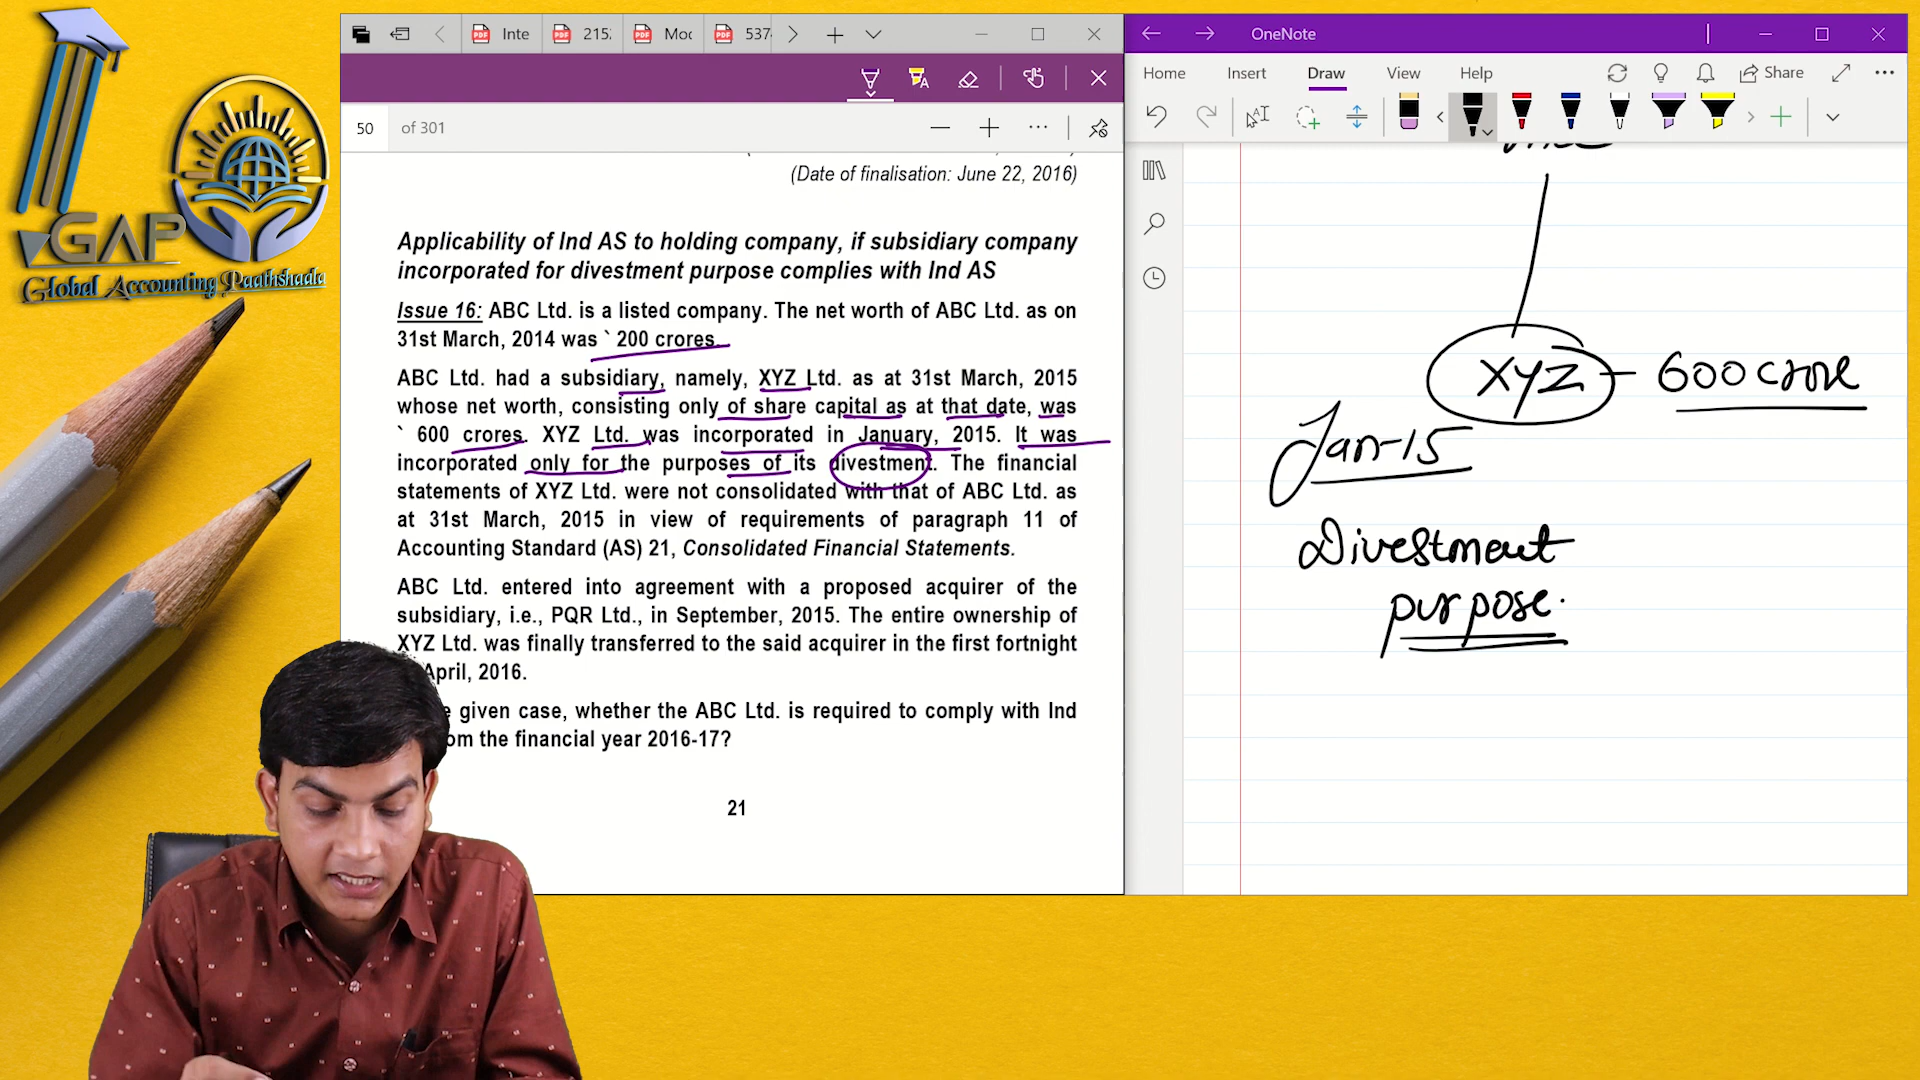 GAP
Global Accounting Paathshaala
Inte
215
Moc
537
50 of 301
(Date of finalisation: June 22, 2016)
Applicability of Ind AS to holding company, if subsidiary company
incorporated for divestment purpose complies with Ind AS
Issue 16: ABC Ltd. is a listed company. The net worth of ABC Ltd. as on
31st March, 2014 was ` 200 crores.
ABC Ltd. had a subsidiary, namely, XYZ Ltd. as at 31st March, 2015
whose net worth, consisting only of share capital as at that date, was
` 600 crores. XYZ Ltd. was incorporated in January, 2015. It was
incorporated only for the purposes of its divestment. The financial
statements of XYZ Ltd. were not consolidated with that of ABC Ltd. as
at 31st March, 2015 in view of requirements of paragraph 11 of
Accounting Standard (AS) 21, Consolidated Financial Statements.
ABC Ltd. entered into agreement with a proposed acquirer of the
subsidiary, i.e., PQR Ltd., in September, 2015. The entire ownership of
XYZ Ltd. was finally transferred to the said acquirer in the first fortnight
April, 2016.
given case, whether the ABC Ltd. is required to comply with Ind
om the financial year 2016-17?
21
OneNote
Home Insert Draw View Help Share
XYZ - 600 crore
Jan-15
Divestment
purpose.